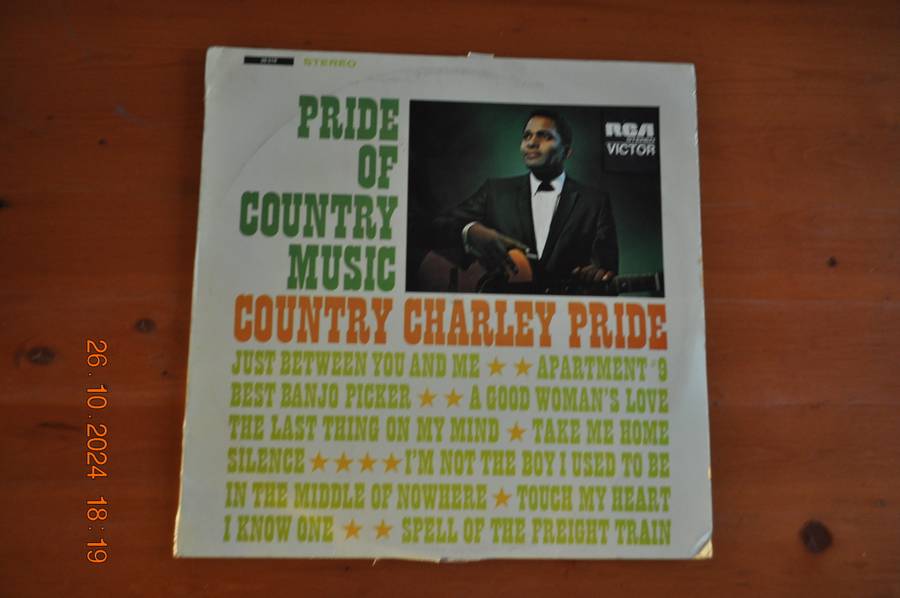 STEREO
PRIDE
OF
COUNTRY
MUSIC
RCA
VICTOR
COUNTRY CHARLEY PRIDE
JUST BETWEEN YOU AND ME ★★ APARTMENT #9
BEST BANJO PICKER ★★ A GOOD WOMAN'S LOVE
THE LAST THING ON MY MIND ★ TAKE ME HOME
SILENCE ★★★★ I'M NOT THE BOY I USED TO BE
IN THE MIDDLE OF NOWHERE ★ TOUCH MY HEART
I KNOW ONE ★ ★ SPELL OF THE FREIGHT TRAIN
26.10.2024 18:19